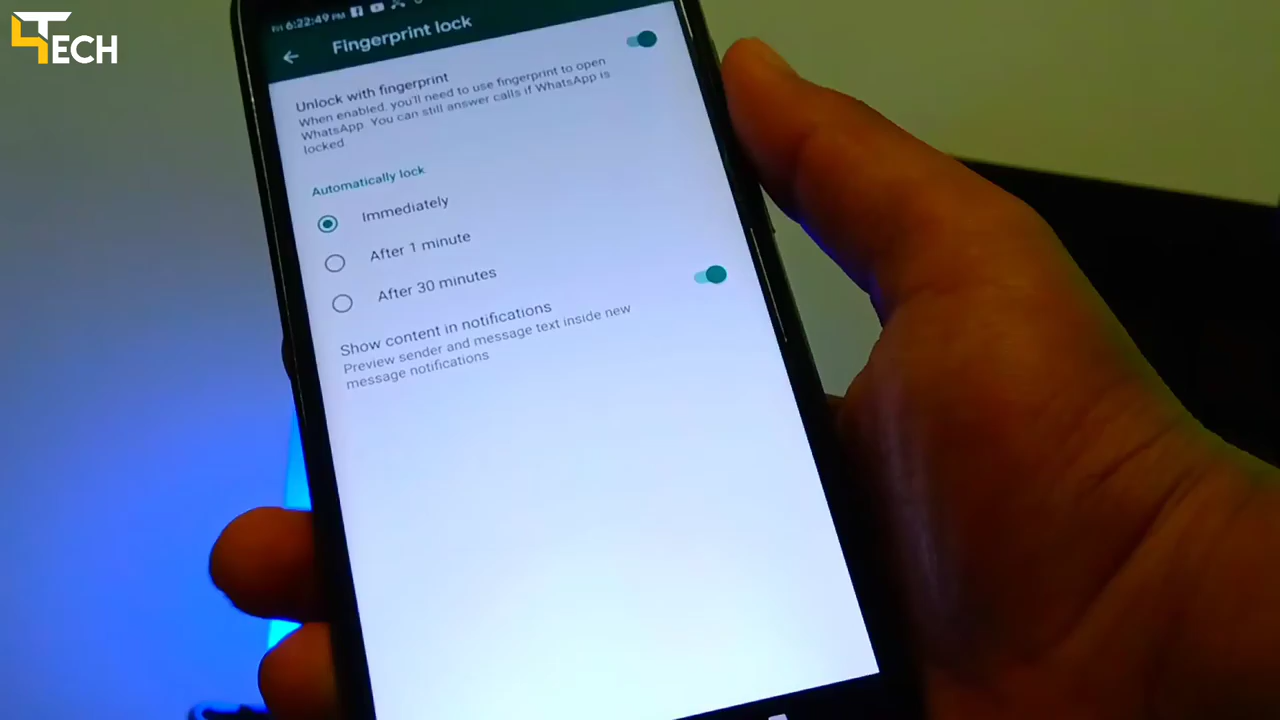 4TECH
FRI 6:22:49 PM
Fingerprint lock
Unlock with fingerprint
When enabled, you'll need to use fingerprint to open
WhatsApp. You can still answer calls if WhatsApp is
locked.
Automatically lock
Immediately
After 1 minute
After 30 minutes
Show content in notifications
Preview sender and message text inside new
message notifications